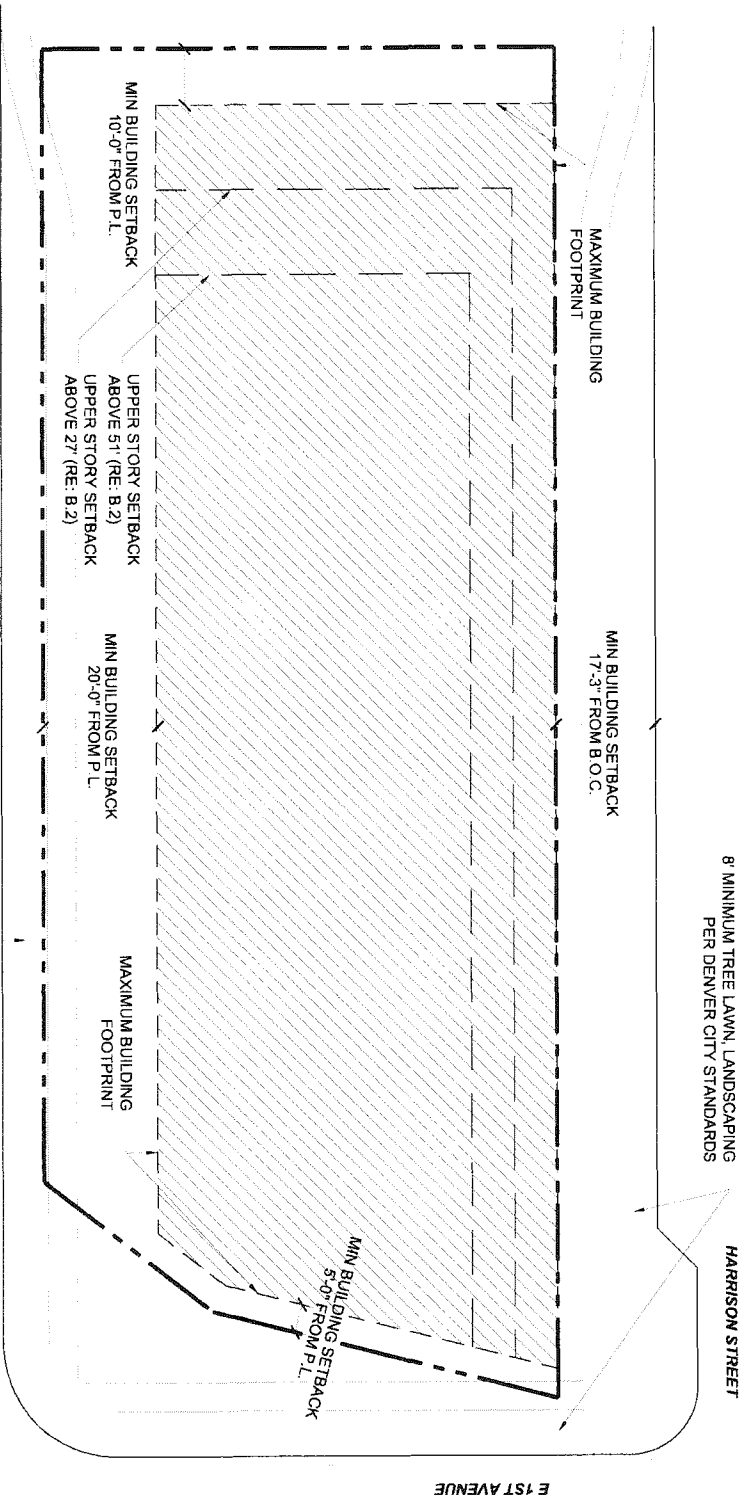 8' MINIMUM TREE LAWN, LANDSCAPING
PER DENVER CITY STANDARDS
HARRISON STREET
MIN BUILDING SETBACK
17'-3" FROM B.O.C.
MAXIMUM BUILDING
FOOTPRINT
MIN BUILDING SETBACK
10'-0" FROM P.L.
UPPER STORY SETBACK
ABOVE 51' (RE: B.2)
UPPER STORY SETBACK
ABOVE 27' (RE: B.2)
MIN BUILDING SETBACK
20'-0" FROM P.L.
MAXIMUM BUILDING
FOOTPRINT
MIN BUILDING SETBACK
5'-0" FROM P.L.
E 1ST AVENUE